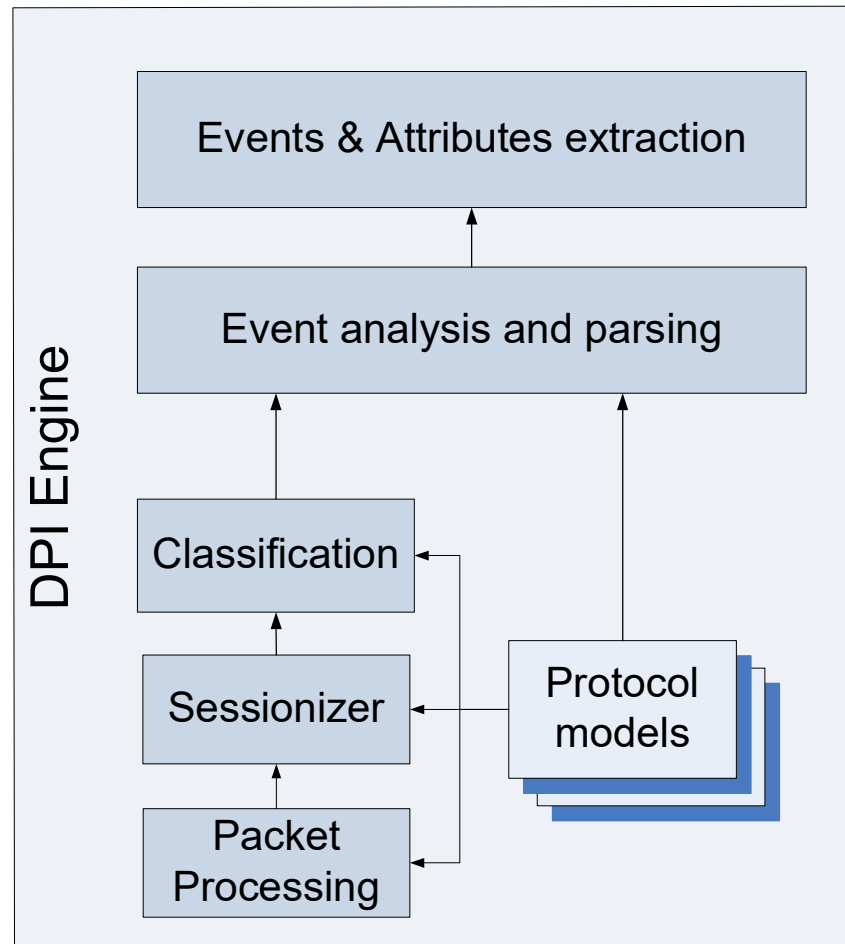 Events & Attributes extraction
Event analysis and parsing
DPI Engine
Classification
Sessionizer
Protocol
models
Packet
Processing